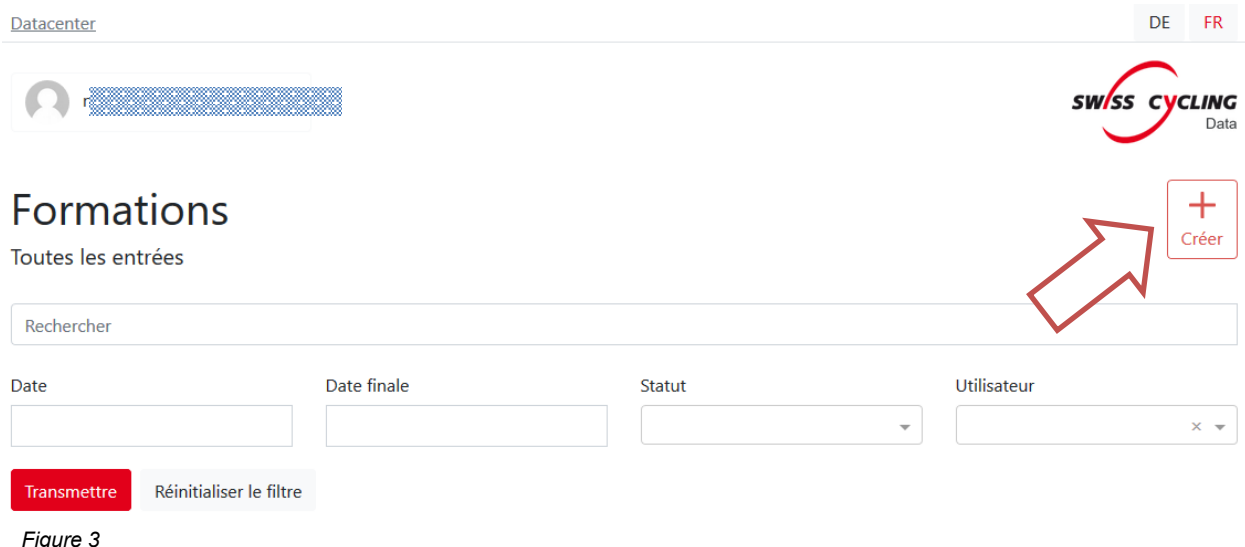 Datacenter
DE FR
r
SWISS CYCLING
Data
Formations
Créer
Toutes les entrées
Rechercher
Date Date finale Statut Utilisateur
Transmettre Réinitialiser le filtre
Figure 3